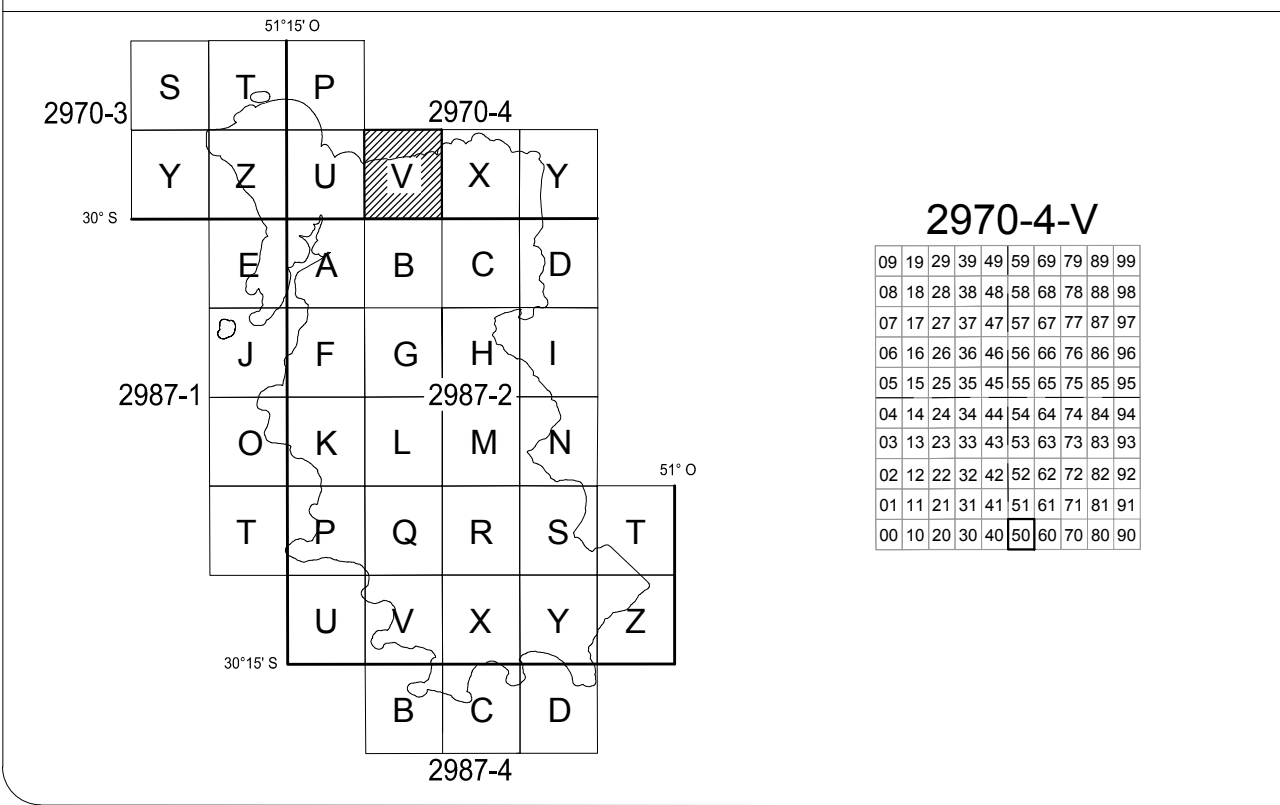 51°15' O
S T P
2970-3 2970-4
Y Z U V X Y
30° S
E A B C D
J F G H I
2987-1 2987-2
O K L M N
51° O
T P Q R S T
U V X Y Z
30°15' S
B C D
2987-4
2970-4-V
09 19 29 39 49 59 69 79 89 99
08 18 28 38 48 58 68 78 88 98
07 17 27 37 47 57 67 77 87 97
06 16 26 36 46 56 66 76 86 96
05 15 25 35 45 55 65 75 85 95
04 14 24 34 44 54 64 74 84 94
03 13 23 33 43 53 63 73 83 93
02 12 22 32 42 52 62 72 82 92
01 11 21 31 41 51 61 71 81 91
00 10 20 30 40 50 60 70 80 90